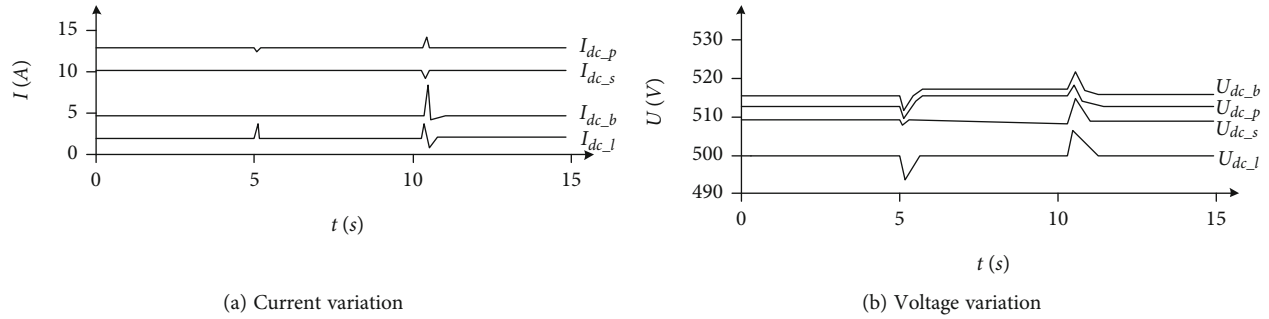 15
10
5
0
I (A)
I_dc_p
I_dc_s
I_dc_b
I_dc_l
0 5 10 15
t (s)
(a) Current variation
530
520
510
500
490
U (V)
U_dc_b
U_dc_p
U_dc_s
U_dc_l
0 5 10 15
t (s)
(b) Voltage variation